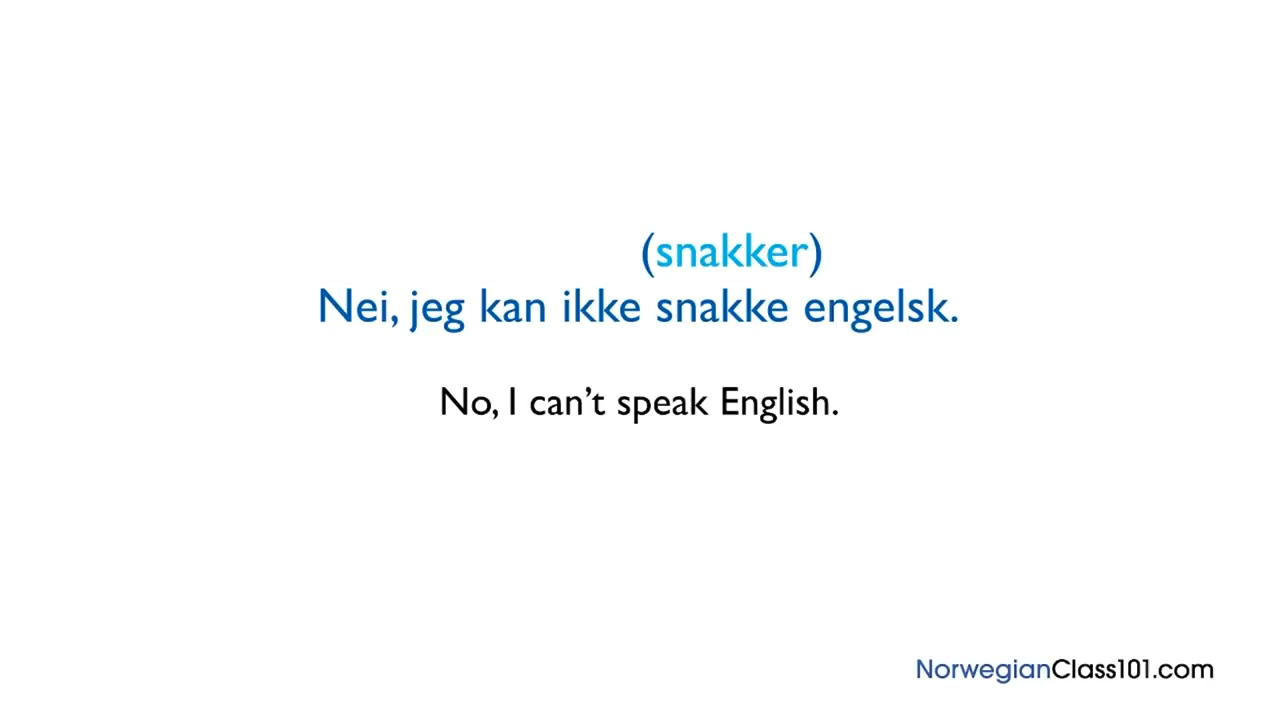 (snakker)
Nei, jeg kan ikke snakke engelsk.
No, I can't speak English.
NorwegianClass101.com